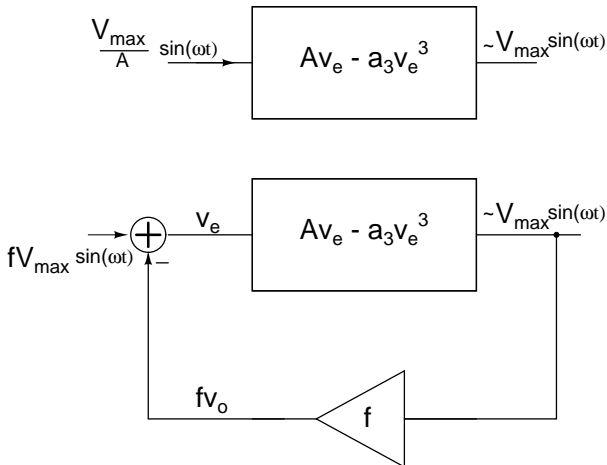 V_max/A sin(ωt)
Av_e - a_3v_e^3
~V_max sin(ωt)
fV_max sin(ωt)
+
−
v_e
Av_e - a_3v_e^3
~V_max sin(ωt)
fv_o
f